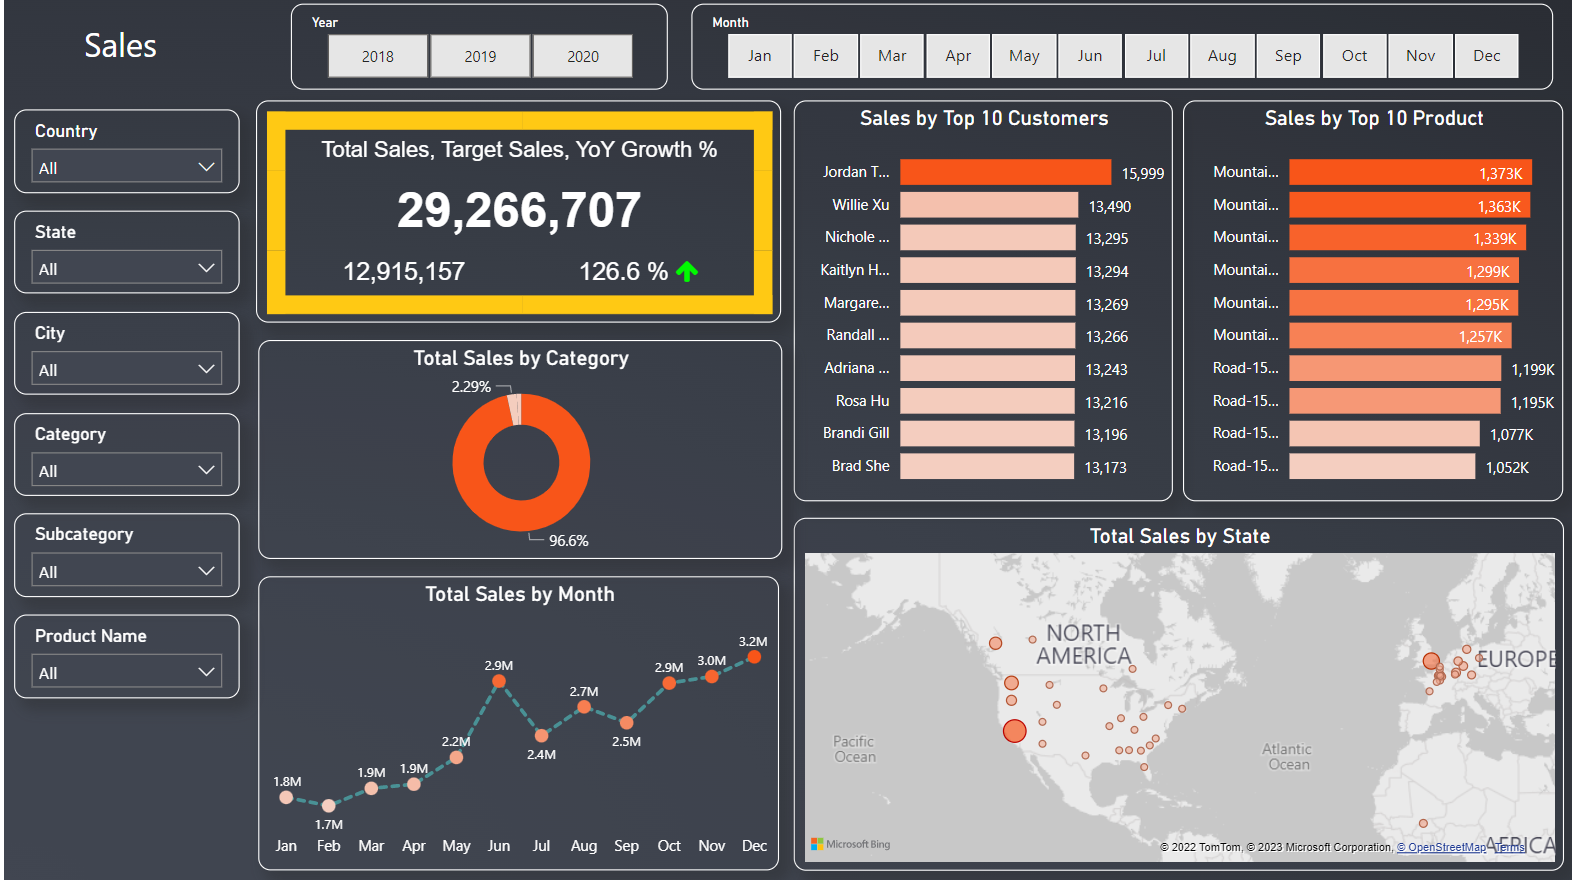 Sales
Year
2018 2019 2020
Month
Jan Feb Mar Apr May Jun Jul Aug Sep Oct Nov Dec
Country
All
State
All
City
All
Category
All
Subcategory
All
Product Name
All
Total Sales, Target Sales, YoY Growth %
29,266,707
12,915,157 126.6 %
Total Sales by Category
2.29%
96.6%
Total Sales by Month
3.2M
2.9M 2.9M 3.0M
2.7M
2.2M 2.4M 2.5M
1.8M 1.9M 1.9M
1.7M
Jan Feb Mar Apr May Jun Jul Aug Sep Oct Nov Dec
Sales by Top 10 Customers
Jordan T... 15,999
Willie Xu 13,490
Nichole ... 13,295
Kaitlyn H... 13,294
Margare... 13,269
Randall ... 13,266
Adriana ... 13,243
Rosa Hu 13,216
Brandi Gill 13,196
Brad She 13,173
Sales by Top 10 Product
Mountai... 1,373K
Mountai... 1,363K
Mountai... 1,339K
Mountai... 1,299K
Mountai... 1,295K
Mountai... 1,257K
Road-15... 1,199K
Road-15... 1,195K
Road-15... 1,077K
Road-15... 1,052K
Total Sales by State
NORTH
AMERICA
EUROPE
Pacific
Ocean
Atlantic
Ocean
AFRICA
Microsoft Bing
© 2022 TomTom, © 2023 Microsoft Corporation, © OpenStreetMap Terms